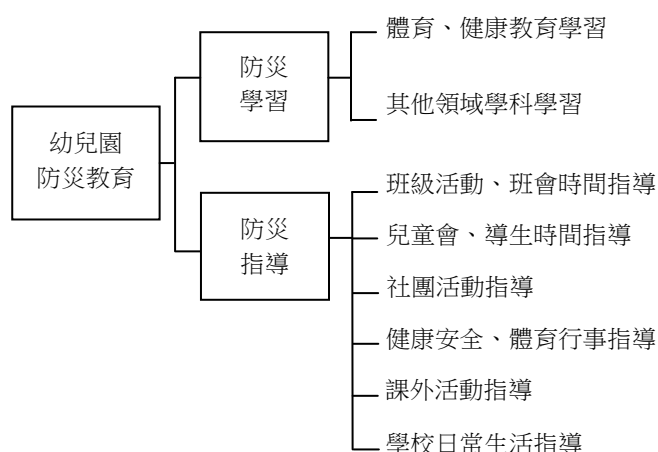 幼兒園
防災教育
防災
學習
體育、健康教育學習
其他領域學科學習
防災
指導
班級活動、班會時間指導
兒童會、導生時間指導
社團活動指導
健康安全、體育行事指導
課外活動指導
學校日常生活指導